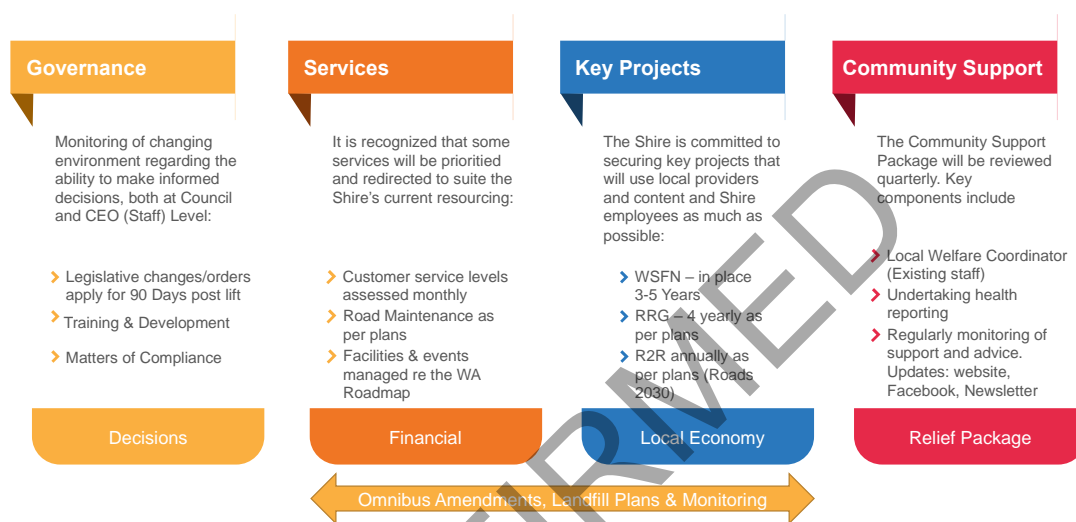 Governance
Monitoring of changing
environment regarding the
ability to make informed
decisions, both at Council
and CEO (Staff) Level:
Legislative changes/orders
apply for 90 Days post lift
Training & Development
Matters of Compliance
Decisions
Services
It is recognized that some
services will be prioritied
and redirected to suite the
Shire's current resourcing:
Customer service levels
assessed monthly
Road Maintenance as
per plans
Facilities & events
managed re the WA
Roadmap
Financial
Key Projects
The Shire is committed to
securing key projects that
will use local providers
and content and Shire
employees as much as
possible:
WSFN – in place
3-5 Years
RRG – 4 yearly as
per plans
R2R annually as
per plans (Roads
2030)
Local Economy
Community Support
The Community Support
Package will be reviewed
quarterly. Key
components include
Local Welfare Coordinator
(Existing staff)
Undertaking health
reporting
Regularly monitoring of
support and advice.
Updates: website,
Facebook, Newsletter
Relief Package
Omnibus Amendments, Landfill Plans & Monitoring